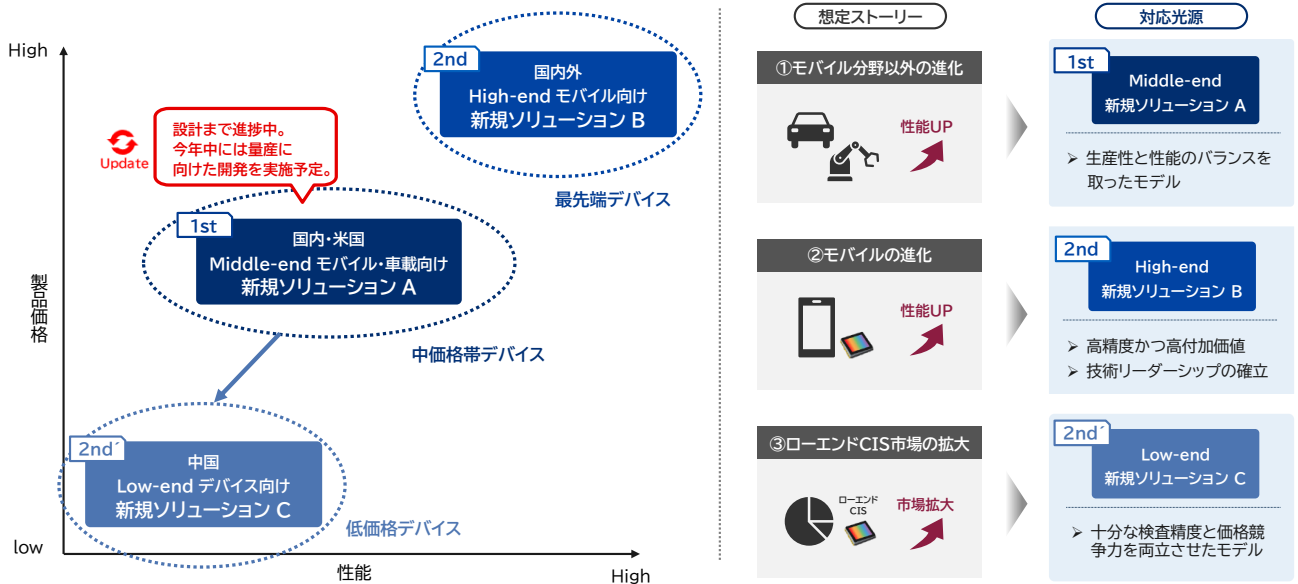 High
製品価格
low
性能
High
2nd
国内外
High-end モバイル向け
新規ソリューション B
最先端デバイス
Update
設計まで進捗中。
今年中には量産に
向けた開発を実施予定。
1st
国内・米国
Middle-end モバイル・車載向け
新規ソリューション A
中価格帯デバイス
2nd´
中国
Low-end デバイス向け
新規ソリューション C
低価格デバイス
想定ストーリー
対応光源
①モバイル分野以外の進化
性能UP
1st
Middle-end
新規ソリューション A
➢ 生産性と性能のバランスを
取ったモデル
②モバイルの進化
性能UP
2nd
High-end
新規ソリューション B
➢ 高精度かつ高付加価値
➢ 技術リーダーシップの確立
③ローエンドCIS市場の拡大
ローエンド
CIS
市場拡大
2nd´
Low-end
新規ソリューション C
➢ 十分な検査精度と価格競
争力を両立させたモデル